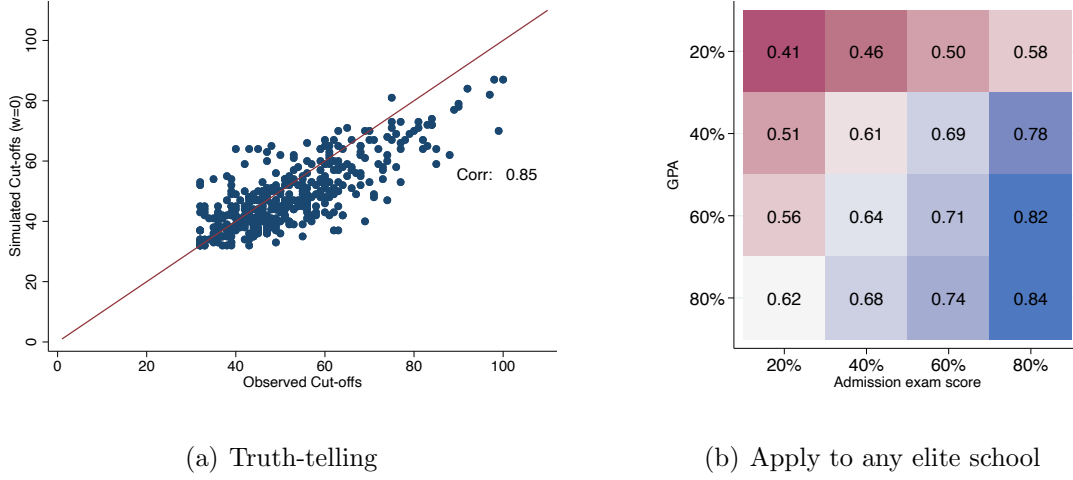 100
80
60
40
20
0
Simulated Cut-offs (w=0)
Corr: 0.85
0 20 40 60 80 100
Observed Cut-offs
(a) Truth-telling
GPA
20% 0.41 0.46 0.50 0.58
40% 0.51 0.61 0.69 0.78
60% 0.56 0.64 0.71 0.82
80% 0.62 0.68 0.74 0.84
20% 40% 60% 80%
Admission exam score
(b) Apply to any elite school